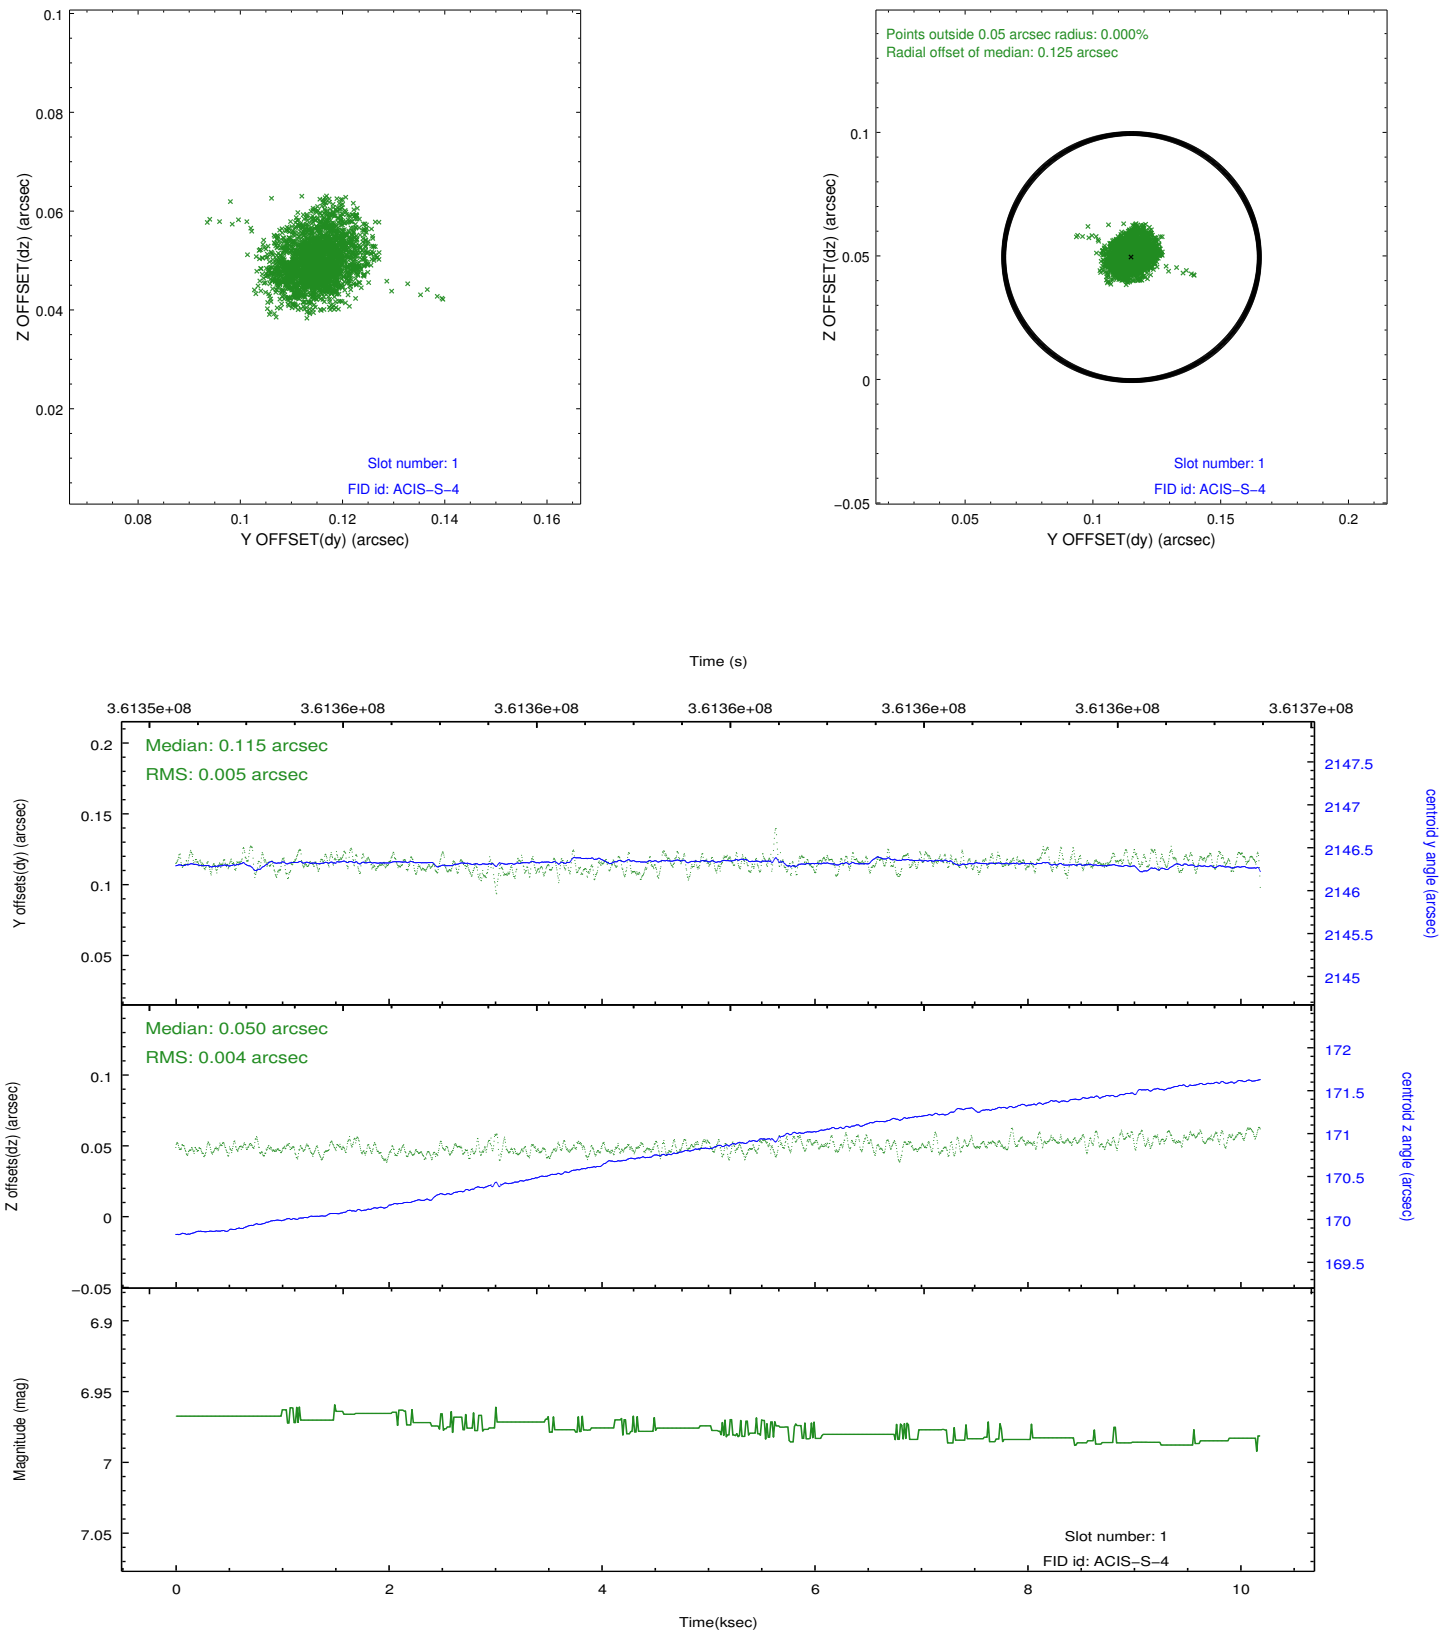 0.1
0.08
0.06
0.04
0.02
Z OFFSET(dz) (arcsec)
Slot number: 1
FID id: ACIS−S−4
0.08
0.1
0.12
0.14
0.16
Y OFFSET(dy) (arcsec)
Points outside 0.05 arcsec radius: 0.000%
Radial offset of median: 0.125 arcsec
0.1
0.05
0
−0.05
Z OFFSET(dz) (arcsec)
Slot number: 1
FID id: ACIS−S−4
0.05
0.1
0.15
0.2
Y OFFSET(dy) (arcsec)
Time (s)
3.6135e+08
3.6136e+08
3.6136e+08
3.6136e+08
3.6136e+08
3.6136e+08
3.6137e+08
Median: 0.115 arcsec
RMS: 0.005 arcsec
0.2
0.15
0.1
0.05
Y offsets(dy) (arcsec)
2147.5
2147
2146.5
2146
2145.5
2145
centroid y angle (arcsec)
Median: 0.050 arcsec
RMS: 0.004 arcsec
0.1
0.05
0
−0.05
Z offsets(dz) (arcsec)
172
171.5
171
170.5
170
169.5
centroid z angle (arcsec)
6.9
6.95
7
7.05
Magnitude (mag)
Slot number: 1
FID id: ACIS−S−4
0
2
4
6
8
10
Time(ksec)